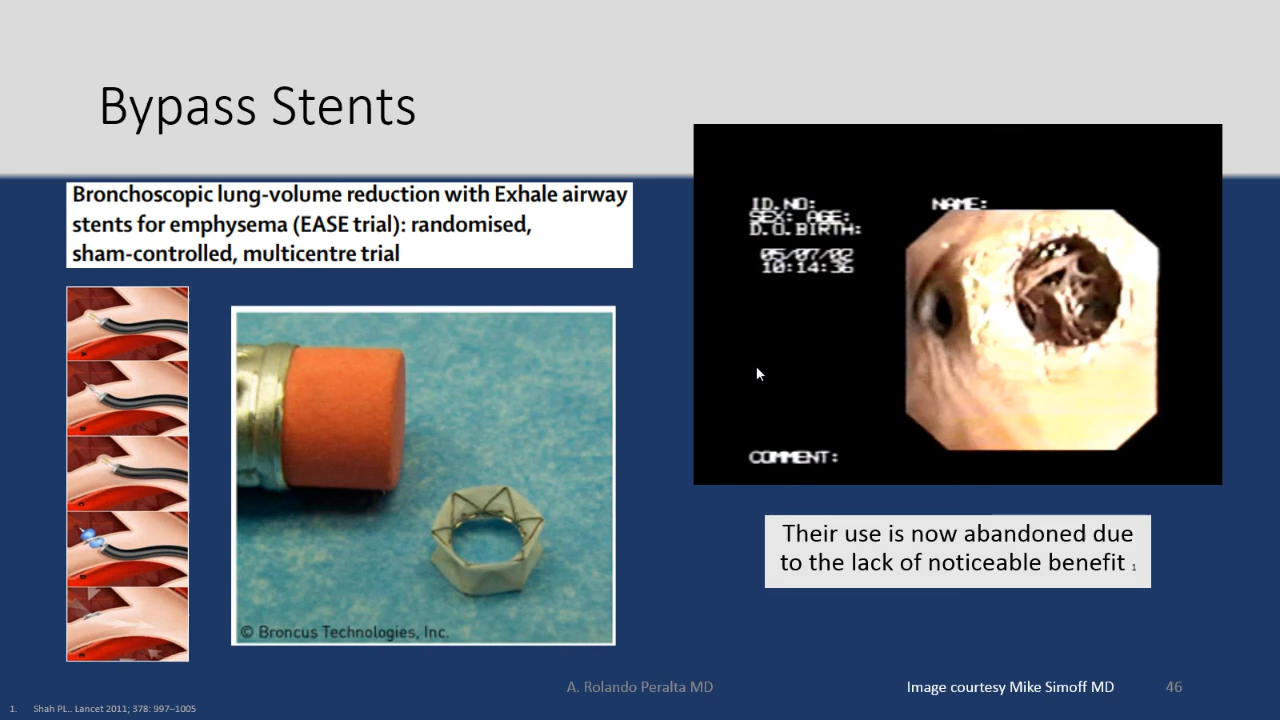 Bypass Stents
Bronchoscopic lung-volume reduction with Exhale airway
stents for emphysema (EASE trial): randomised,
sham-controlled, multicentre trial
ID.NO:
SEX: AGE:
D.O.BIRTH:
05/07/02
10:14:36
NAME:
COMMENT:
© Broncus Technologies, Inc.
Their use is now abandoned due
to the lack of noticeable benefit 1
A. Rolando Peralta MD
Image courtesy Mike Simoff MD
46
1. Shah PL.. Lancet 2011; 378: 997–1005